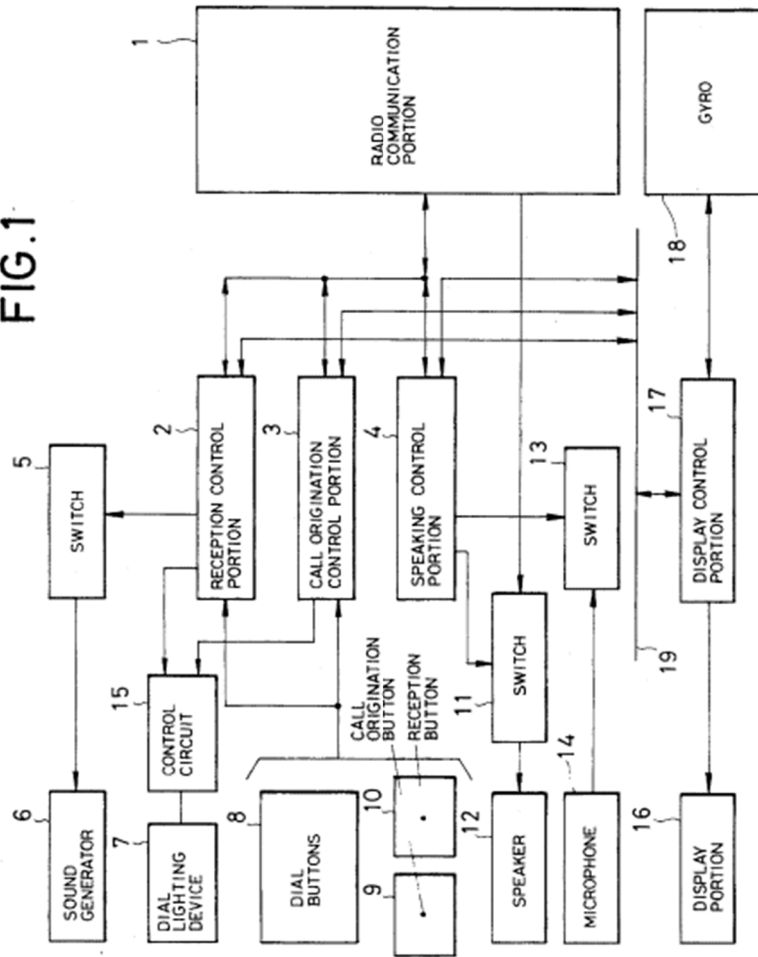 FIG.1
1
RADIO
COMMUNICATION
PORTION
GYRO
18
2
RECEPTION CONTROL
PORTION
3
CALL ORIGINATION
CONTROL PORTION
4
SPEAKING CONTROL
PORTION
5
SWITCH
13
SWITCH
17
DISPLAY CONTROL
PORTION
19
15
CONTROL
CIRCUIT
11
SWITCH
CALL
ORIGINATION
BUTTON
RECEPTION
BUTTON
6
SOUND
GENERATOR
7
DIAL
LIGHTING
DEVICE
8
DIAL
BUTTONS
9
10
12
SPEAKER
14
MICROPHONE
16
DISPLAY
PORTION